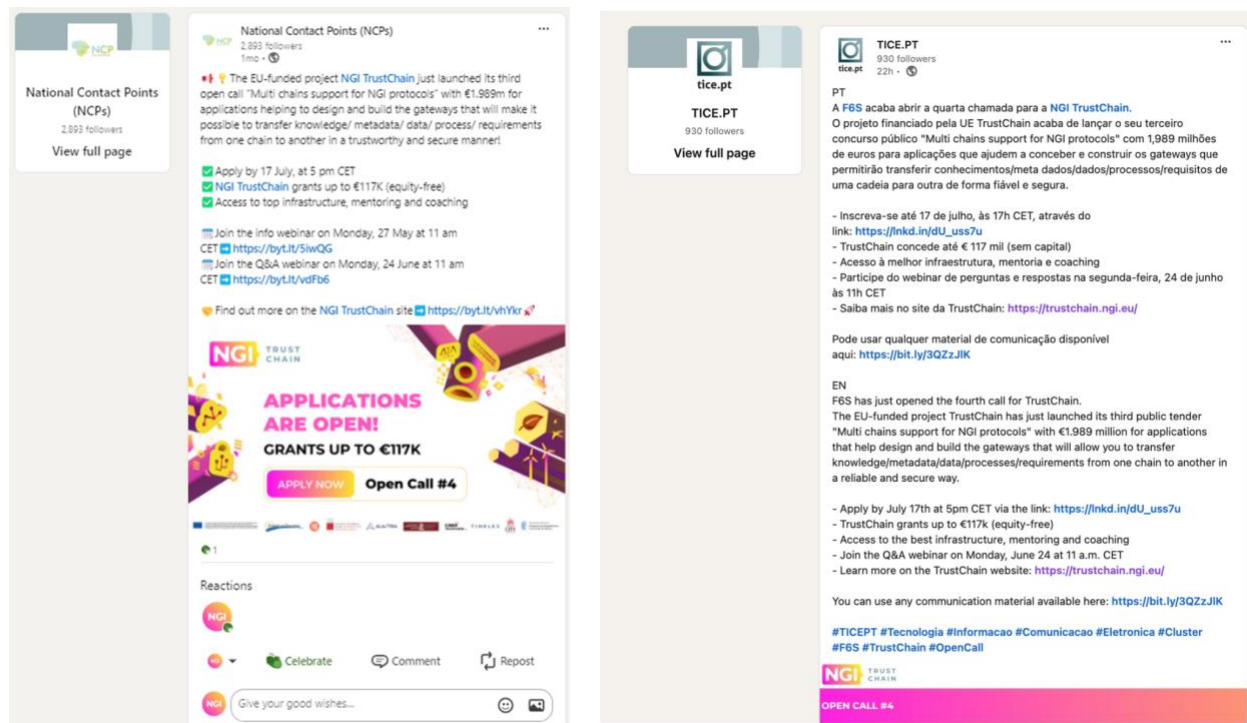 NCP
National Contact Points
(NCPs)
2,893 followers
View full page
NCP
National Contact Points (NCPs)
2,893 followers
1mo •
The EU-funded project NGI TrustChain just launched its third
open call "Multi chains support for NGI protocols" with €1.989m for
applications helping to design and build the gateways that will make it
possible to transfer knowledge/ metadata/ data/ process/ requirements
from one chain to another in a trustworthy and secure manner!
Apply by 17 July, at 5 pm CET
NGI TrustChain grants up to €117K (equity-free)
Access to top infrastructure, mentoring and coaching
Join the info webinar on Monday, 27 May at 11 am
CET https://byt.lt/5iwQG
Join the Q&A webinar on Monday, 24 June at 11 am
CET https://byt.lt/vdFb6
Find out more on the NGI TrustChain site https://byt.lt/vhYkr
NGI TRUST
CHAIN
APPLICATIONS
ARE OPEN!
GRANTS UP TO €117K
APPLY NOW Open Call #4
1
Reactions
NGI
Celebrate Comment Repost
NGI Give your good wishes...
tice.pt
TICE.PT
930 followers
View full page
tice.pt
TICE.PT
930 followers
22h •
PT
A F6S acaba abrir a quarta chamada para a NGI TrustChain.
O projeto financiado pela UE TrustChain acaba de lançar o seu terceiro
concurso público "Multi chains support for NGI protocols" com 1,989 milhões
de euros para aplicações que ajudem a conceber e construir os gateways que
permitirão transferir conhecimentos/meta dados/dados/processos/requisitos de
uma cadeia para outra de forma fiável e segura.
- Inscreva-se até 17 de julho, às 17h CET, através do
link: https://lnkd.in/dU_uss7u
- TrustChain concede até € 117 mil (sem capital)
- Acesso à melhor infraestrutura, mentoria e coaching
- Participe do webinar de perguntas e respostas na segunda-feira, 24 de junho
às 11h CET
- Saiba mais no site da TrustChain: https://trustchain.ngi.eu/
Pode usar qualquer material de comunicação disponível
aqui: https://bit.ly/3QZzJlK
EN
F6S has just opened the fourth call for TrustChain.
The EU-funded project TrustChain has just launched its third public tender
"Multi chains support for NGI protocols" with €1.989 million for applications
that help design and build the gateways that will allow you to transfer
knowledge/metadata/data/processes/requirements from one chain to another in
a reliable and secure way.
- Apply by July 17th at 5pm CET via the link: https://lnkd.in/dU_uss7u
- TrustChain grants up to €117k (equity-free)
- Access to the best infrastructure, mentoring and coaching
- Join the Q&A webinar on Monday, June 24 at 11 a.m. CET
- Learn more on the TrustChain website: https://trustchain.ngi.eu/
You can use any communication material available here: https://bit.ly/3QZzJlK
#TICEPT #Tecnologia #Informacao #Comunicacao #Eletronica #Cluster
#F6S #TrustChain #OpenCall
NGI TRUST
CHAIN
OPEN CALL #4